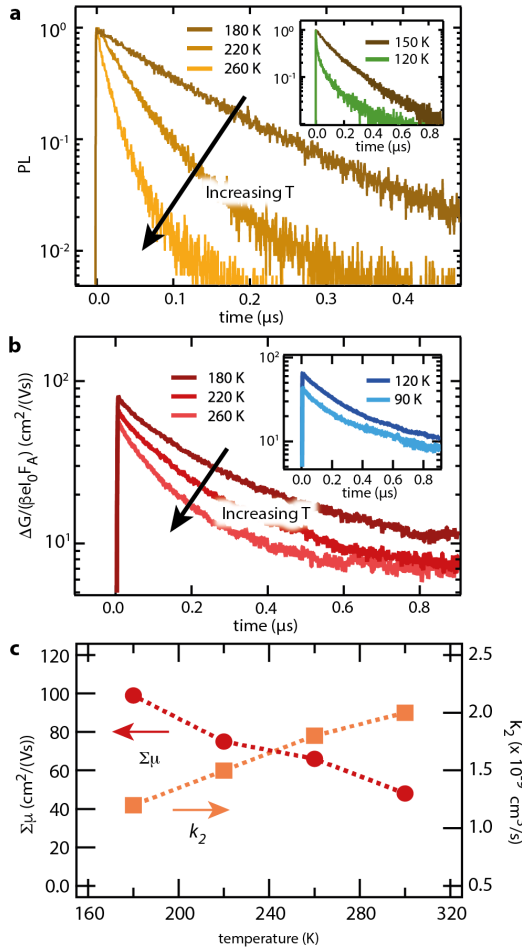 a
10⁰
10⁻¹
10⁻²
PL
180 K
220 K
260 K
Increasing T
0.0 0.1 0.2 0.3 0.4
time (µs)
10⁰
10⁻¹
150 K
120 K
0.0 0.2 0.4 0.6 0.8
time (µs)
b
10²
10¹
ΔG/(βeI₀F_A) (cm²/(Vs))
180 K
220 K
260 K
Increasing T
0.0 0.2 0.4 0.6 0.8
time (µs)
10²
10¹
120 K
90 K
0.0 0.2 0.4 0.6 0.8
time (µs)
c
120
100
80
60
40
20
0.0
Σμ (cm²/(Vs))
Σμ
k₂
2.5
2.0
1.5
1.0
0.5
k₂ (x 10⁻⁹ cm³/s)
160 200 240 280 320
temperature (K)